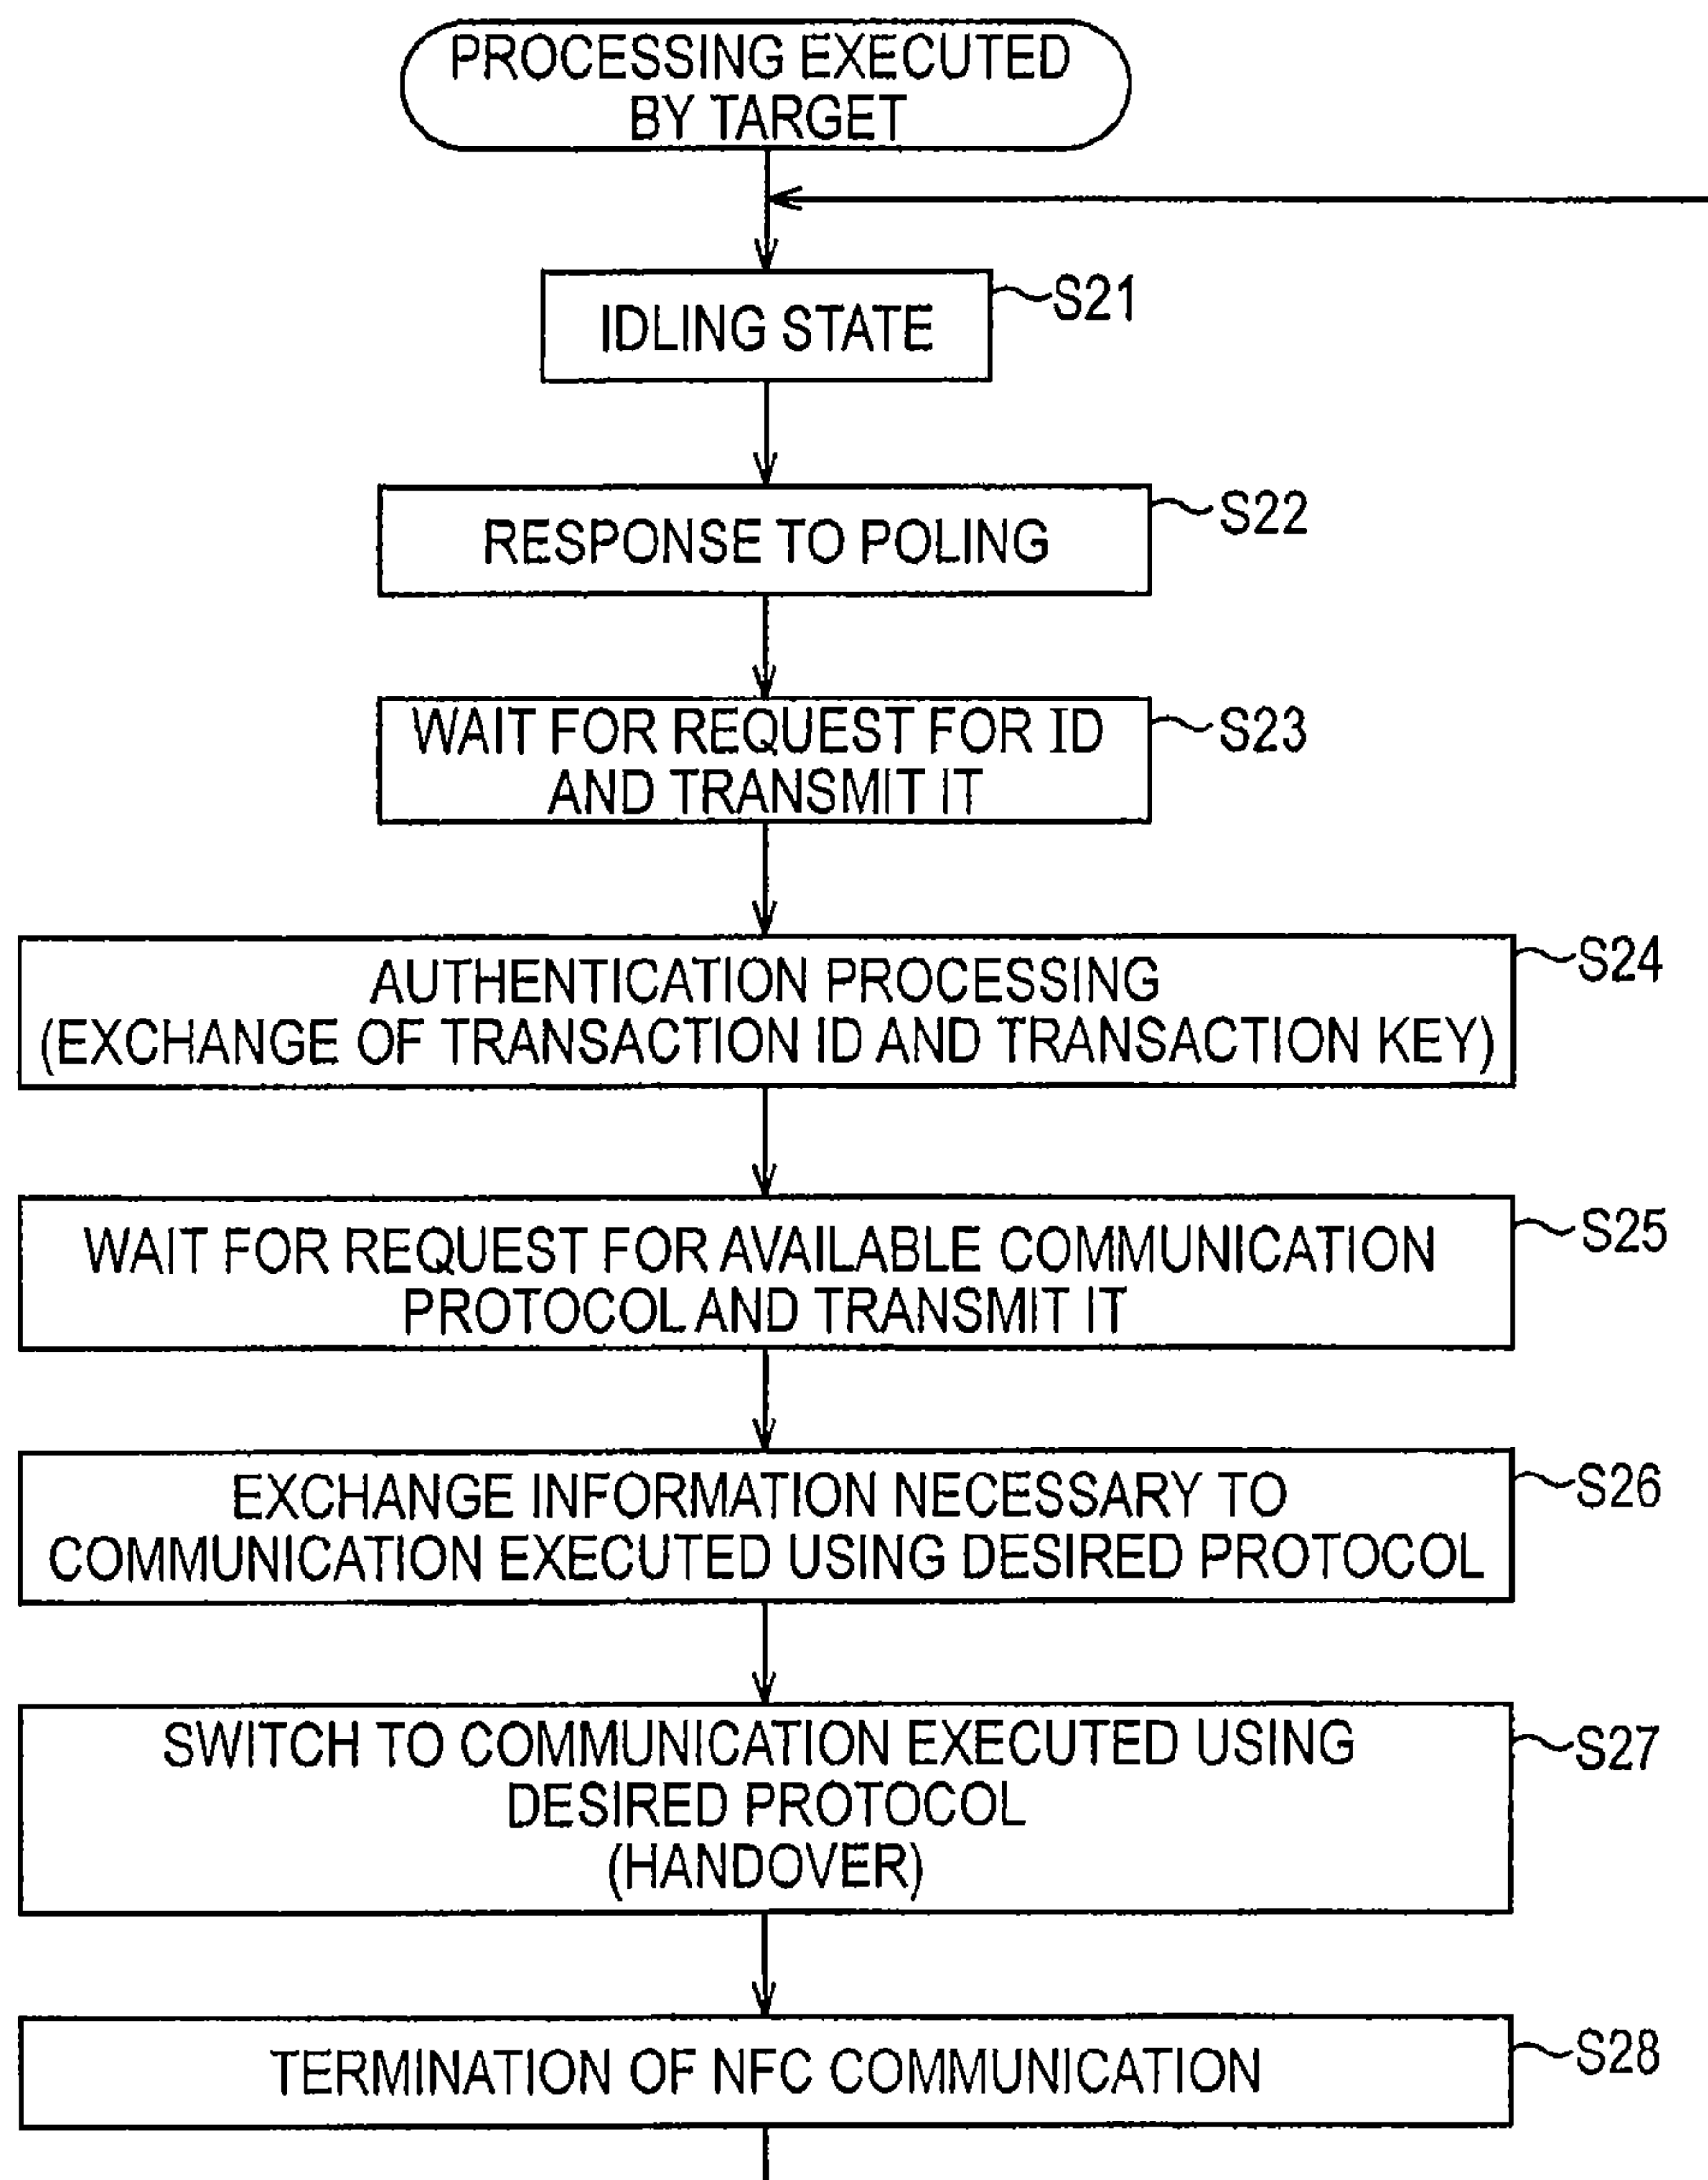 PROCESSING EXECUTED
BY TARGET
IDLING STATE
S21
RESPONSE TO POLING
S22
WAIT FOR REQUEST FOR ID
AND TRANSMIT IT
S23
AUTHENTICATION PROCESSING
(EXCHANGE OF TRANSACTION ID AND TRANSACTION KEY)
S24
WAIT FOR REQUEST FOR AVAILABLE COMMUNICATION
PROTOCOL AND TRANSMIT IT
S25
EXCHANGE INFORMATION NECESSARY TO
COMMUNICATION EXECUTED USING DESIRED PROTOCOL
S26
SWITCH TO COMMUNICATION EXECUTED USING
DESIRED PROTOCOL
(HANDOVER)
S27
TERMINATION OF NFC COMMUNICATION
S28